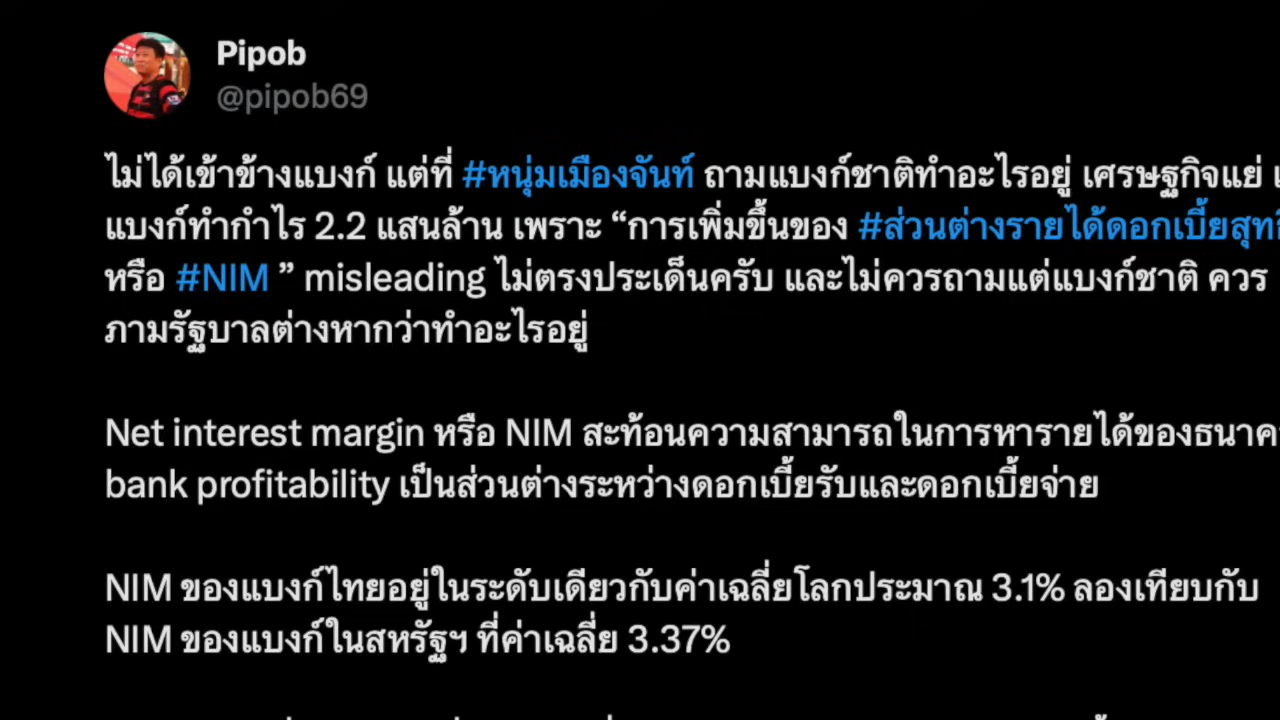 Pipob
@pipob69
ไม่ได้เข้าข้างแบงก์ แต่ที่ #หนุ่มเมืองจันท์ ถามแบงก์ชาติทำอะไรอยู่ เศรษฐกิจแย่
แบงก์ทำกำไร 2.2 แสนล้าน เพราะ “การเพิ่มขึ้นของ #ส่วนต่างรายได้ดอกเบี้ยสุทธิ
หรือ #NIM ” misleading ไม่ตรงประเด็นครับ และไม่ควรถามแต่แบงก์ชาติ ควร
ภามรัฐบาลต่างหากว่าทำอะไรอยู่
Net interest margin หรือ NIM สะท้อนความสามารถในการหารายได้ของธนาคาร
bank profitability เป็นส่วนต่างระหว่างดอกเบี้ยรับและดอกเบี้ยจ่าย
NIM ของแบงก์ไทยอยู่ในระดับเดียวกับค่าเฉลี่ยโลกประมาณ 3.1% ลองเทียบกับ
NIM ของแบงก์ในสหรัฐฯ ที่ค่าเฉลี่ย 3.37%